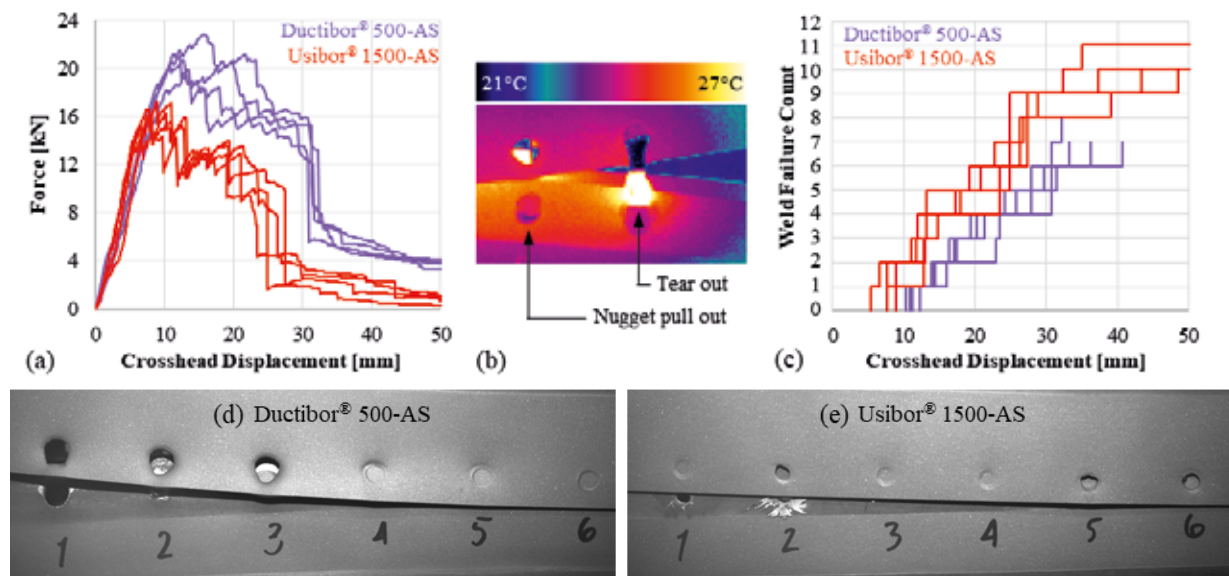 24
20
16
12
8
4
0
Force [kN]
Ductibor® 500-AS
Usibor® 1500-AS
0 10 20 30 40 50
(a) Crosshead Displacement [mm]
21°C 27°C
Tear out
Nugget pull out
(b)
12
11
10
9
8
7
6
5
4
3
2
1
0
Weld Failure Count
Ductibor® 500-AS
Usibor® 1500-AS
0 10 20 30 40 50
(c) Crosshead Displacement [mm]
(d) Ductibor® 500-AS
1 2 3 4 5 6
(e) Usibor® 1500-AS
1 2 3 4 5 6